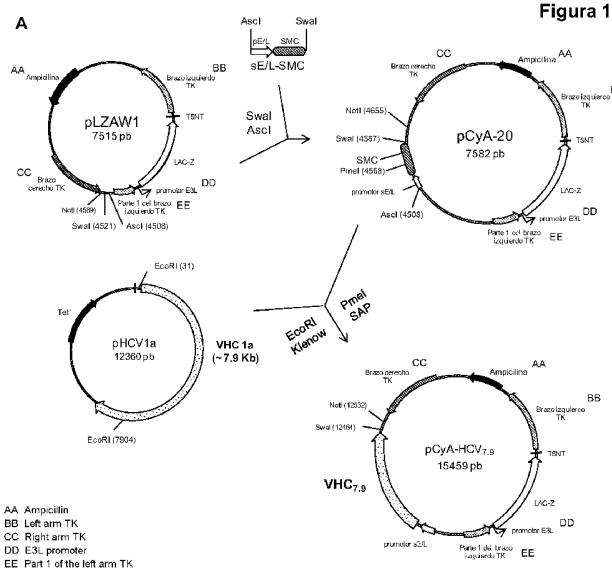 Figura 1
A
AscI SwaI
pE/L SMC
sE/L-SMC
AA
Ampicilina
BB
Brazo izquierdo
TK
pLZAW1
7515 pb
T5NT
LAC-Z
CC
Brazo
derecho TK
DD
promotor E3L
EE
Parte 1 del brazo
izquierdo TK
NotI (4589)
SwaI (4521)
AscI (4508)
SwaI
AscI
CC
Brazo derecho
TK
Ampicilina
AA
Brazo izquierdo
TK
NotI (4655)
SwaI (4587)
SMC
PmeI (4568)
promotor sE/L
AscI (4508)
pCyA-20
7582 pb
T5NT
LAC-Z
DD
promotor E3L
Parte 1 del brazo
izquierdo TK
EE
EcoRI (31)
Tet
pHCV1a
12360 pb
VHC 1a
(~7.9 Kb)
EcoRI (7904)
EcoRI
Klenow
PmeI
SAP
CC
Brazo derecho
TK
Ampicilina
AA
BB
Brazo izquierco
TK
NotI (12532)
SwaI (12464)
pCyA-HCV7.9
15459 pb
T5NT
VHC7.9
LAC-Z
DD
promotor E3L
promotor sE/L
Parte 1 del brazo
izquierdo TK
EE
AA Ampicillin
BB Left arm TK
CC Right arm TK
DD E3L promoter
EE Part 1 of the left arm TK